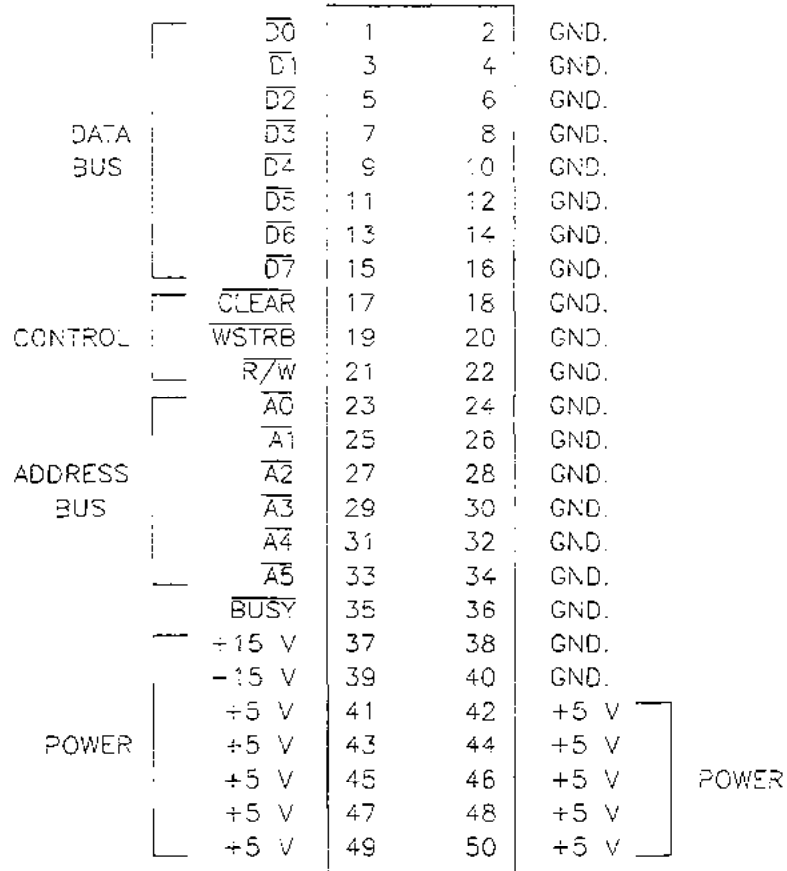 D0 1 2 GND.
D1 3 4 GND.
D2 5 6 GND.
DATA D3 7 8 GND.
BUS D4 9 10 GND.
D5 11 12 GND.
D6 13 14 GND.
D7 15 16 GND.
CLEAR 17 18 GND.
CONTROL WSTRB 19 20 GND.
R/W 21 22 GND.
A0 23 24 GND.
A1 25 26 GND.
ADDRESS A2 27 28 GND.
BUS A3 29 30 GND.
A4 31 32 GND.
A5 33 34 GND.
BUSY 35 36 GND.
+15 V 37 38 GND.
-15 V 39 40 GND.
+5 V 41 42 +5 V
POWER +5 V 43 44 +5 V
+5 V 45 46 +5 V POWER
+5 V 47 48 +5 V
+5 V 49 50 +5 V